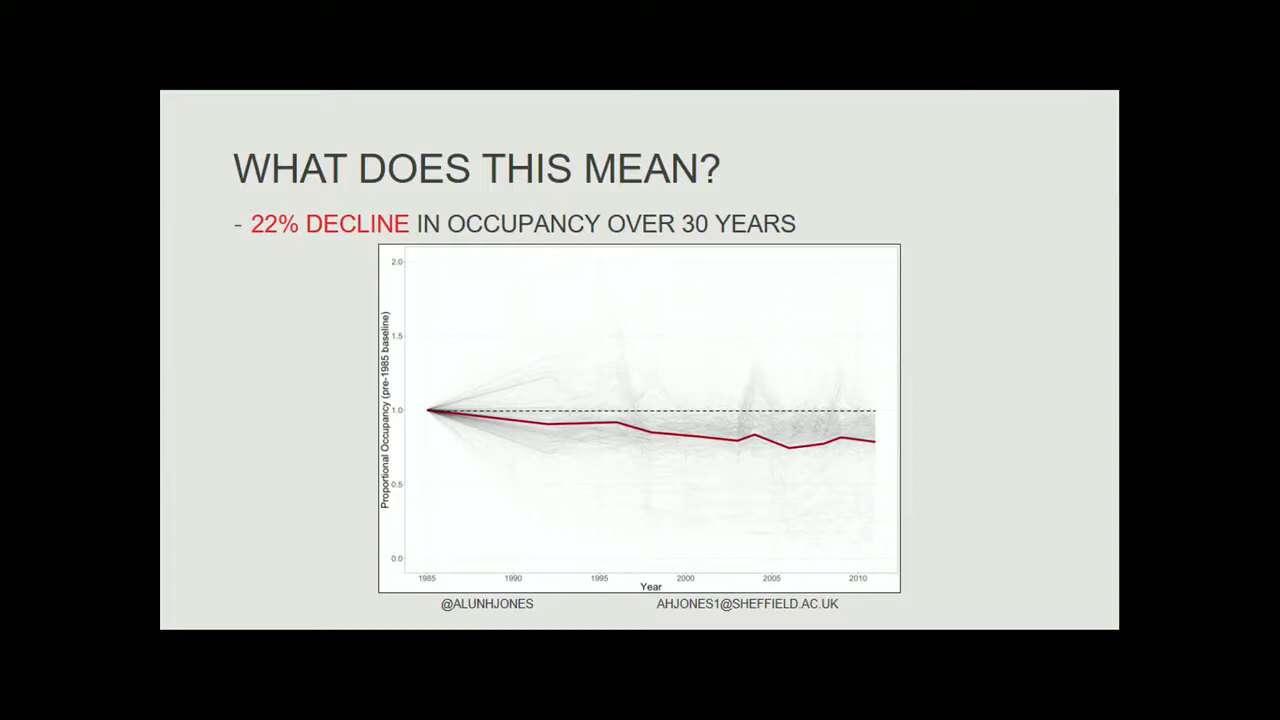 WHAT DOES THIS MEAN?
- 22% DECLINE IN OCCUPANCY OVER 30 YEARS
Proportional Occupancy (pre-1985 baseline)
2.0
1.5
1.0
0.5
0.0
1985 1990 1995 2000 2005 2010
Year
@ALUNHJONES AHJONES1@SHEFFIELD.AC.UK